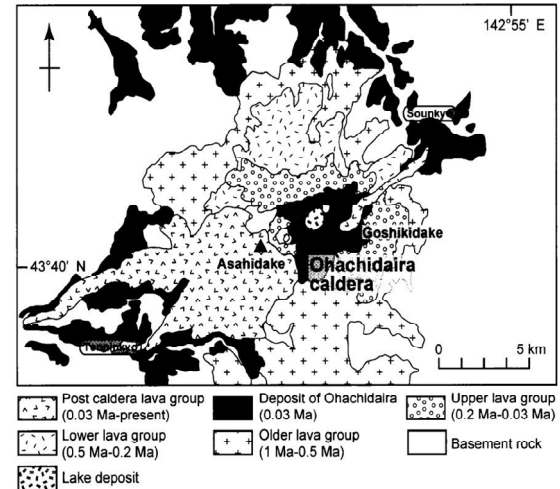 142°55' E
Sounky
Goshikidake
Asahidake
43°40' N
Ohachidaira
caldera
0 5 km
Post caldera lava group
(0.03 Ma-present)
Deposit of Ohachidaira
(0.03 Ma)
Upper lava group
(0.2 Ma-0.03 Ma)
Lower lava group
(0.5 Ma-0.2 Ma)
Older lava group
(1 Ma-0.5 Ma)
Basement rock
Lake deposit